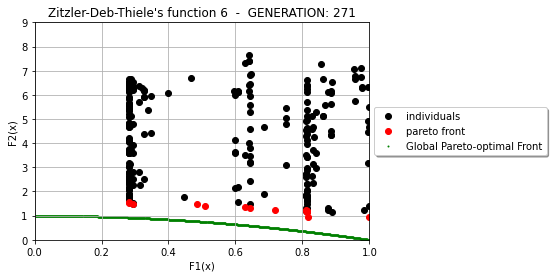 Zitzler-Deb-Thiele's function 6 - GENERATION: 271
9
8
7
6
5
4
3
2
1
0
F2(x)
0.0 0.2 0.4 0.6 0.8 1.0
F1(x)
individuals
pareto front
Global Pareto-optimal Front